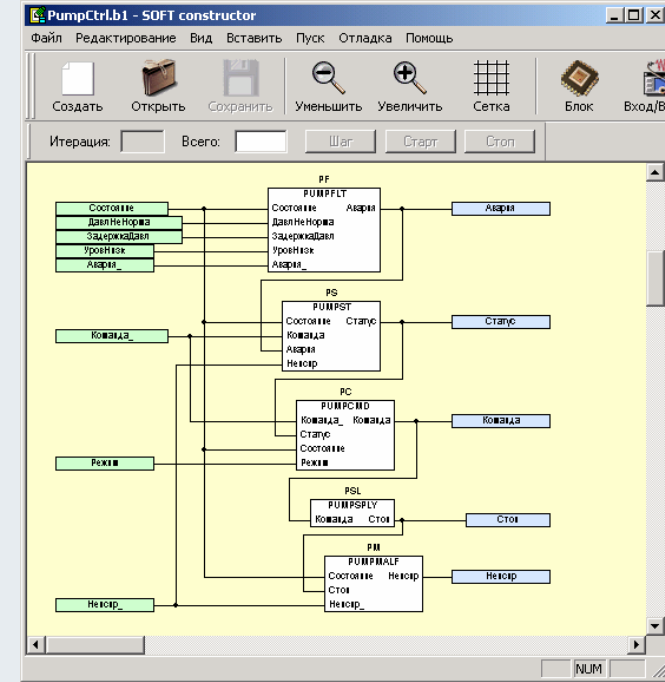 PumpCtrl.b1 - SOFT constructor
Файл Редактирование Вид Вставить Пуск Отладка Помощь
Создать Открыть Сохранить Уменьшить Увеличить Сетка Блок Вход/В
Итерация: Всего: Шаг Старт Стоп
PF
PUMPFLT
Состояние Состояние Авария Авария
ДавлНеНорма ДавлНеНорма
ЗадержкаДавл ЗадержкаДавл
УровНизк УровНизк
Авария_ Авария_
PS
PUMPST
Состояние Статус Статус
Команда_ Команда
Авария
Неиспр
PC
PUMPCMD
Команда_ Команда Команда
Статус
Состояние
Режим Режим
PSL
PUMPSPLY
Команда Стоп Стоп
PM
PUMPMALF
Состояние Неиспр Неиспр
Стоп
Неиспр_ Неиспр_
NUM